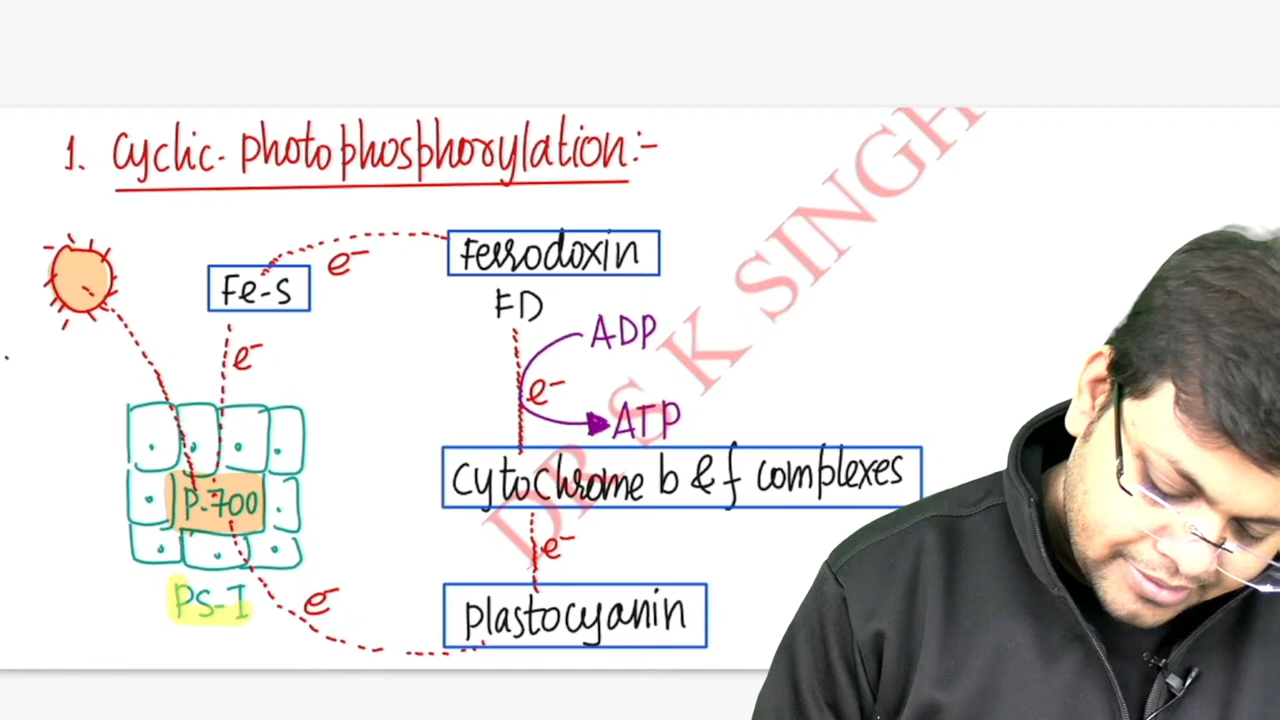 1. Cyclic photophosphorylation:-
Ferrodoxin
e-
Fe-S
FD
ADP
e-
e-
ATP
Cytochrome b & f complexes
P-700
e-
PS-I
e-
plastocyanin
DR S K SINGH